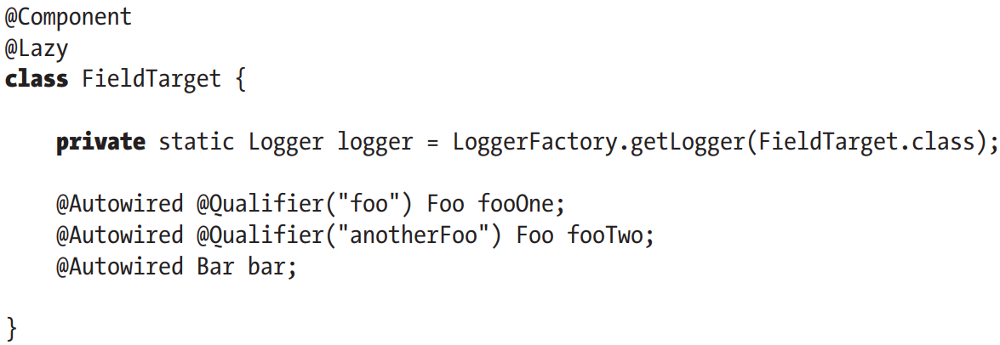 @Component
@Lazy
class FieldTarget {
private static Logger logger = LoggerFactory.getLogger(FieldTarget.class);
@Autowired @Qualifier("foo") Foo fooOne;
@Autowired @Qualifier("anotherFoo") Foo fooTwo;
@Autowired Bar bar;
}